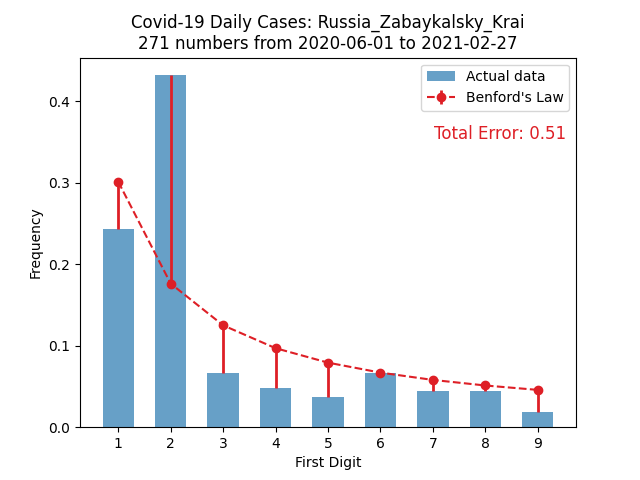 Covid-19 Daily Cases: Russia_Zabaykalsky_Krai
271 numbers from 2020-06-01 to 2021-02-27
Actual data
Benford's Law
Total Error: 0.51
Frequency
0.4
0.3
0.2
0.1
0.0
1 2 3 4 5 6 7 8 9
First Digit